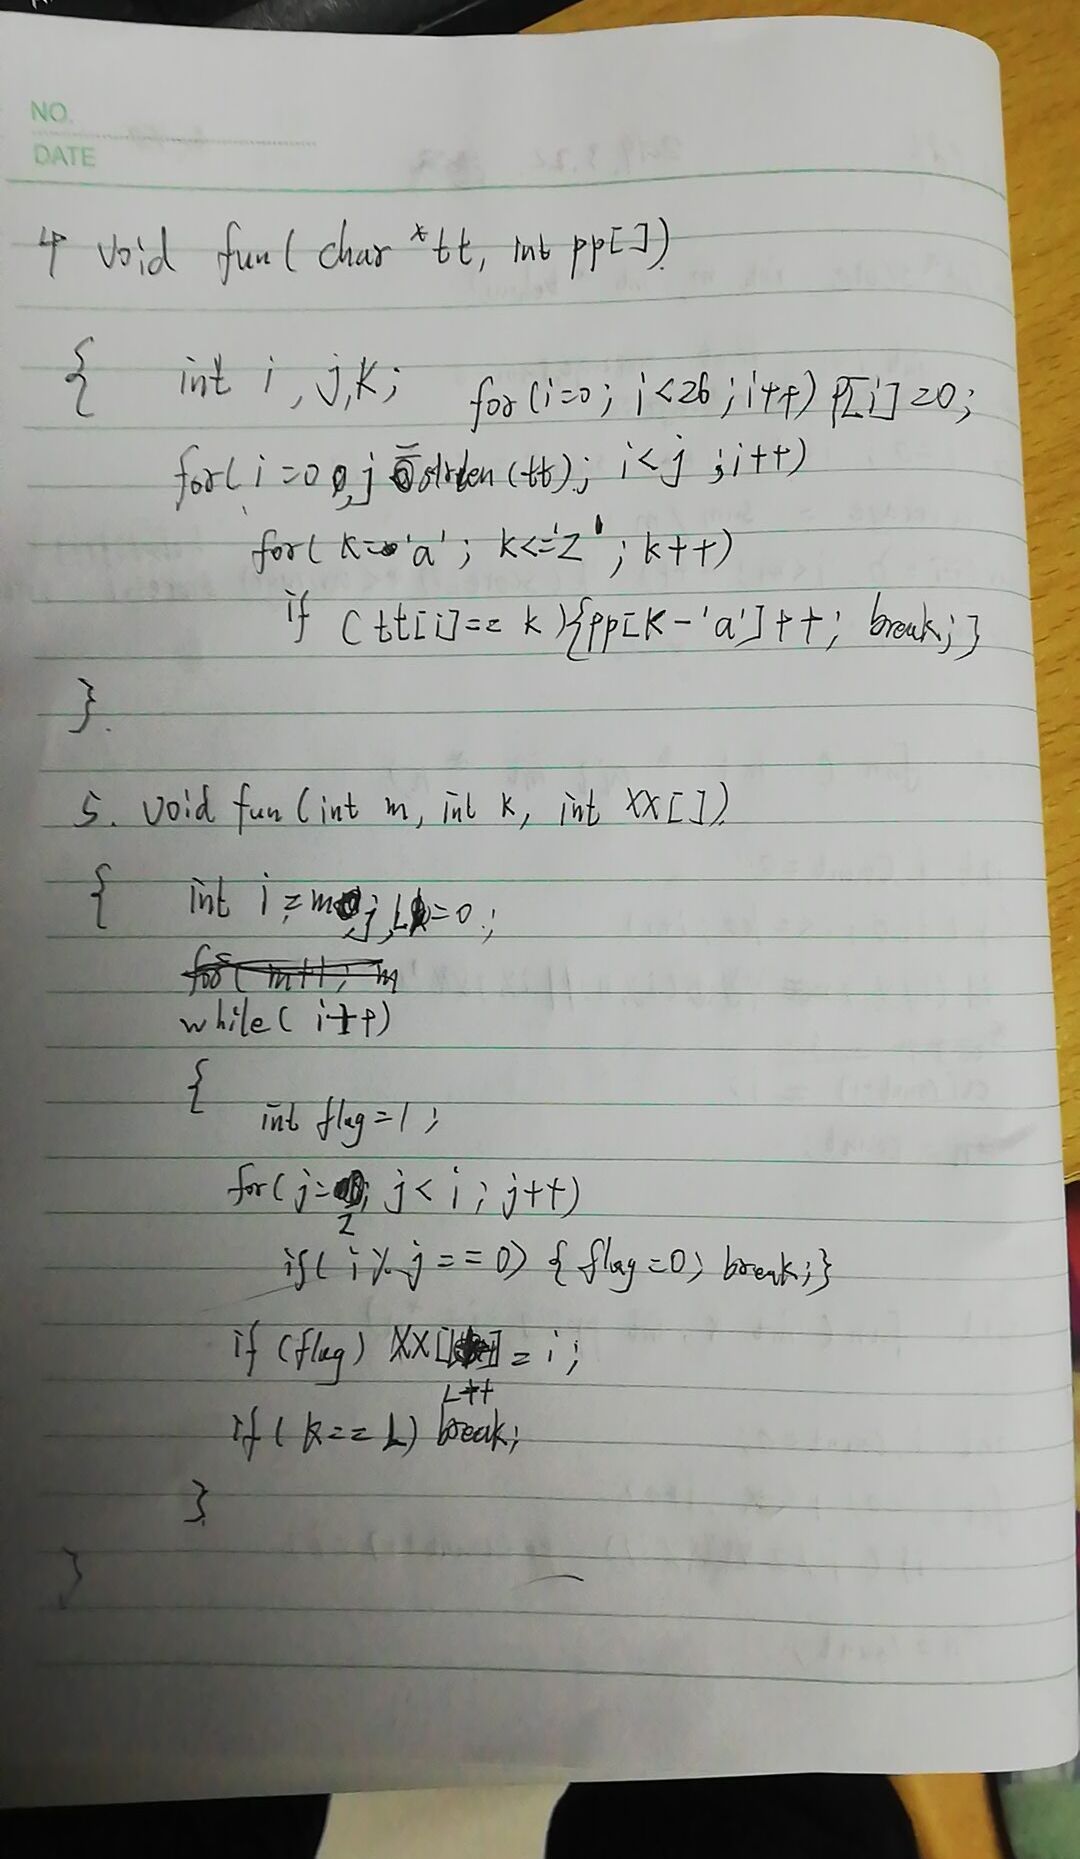 NO.
DATE
4 void fun( char *tt, int pp[])
{ int i, j, k; for(i=0; i<26; i++) p[i]=0;
for( i=0, j=strlen(tt); i<j; i++)
for( k='a'; k<='z'; k++)
if (tt[i]==k){pp[k-'a']++; break;}
}
5. void fun(int m, int k, int xx[])
{ int i=m, j, L=0;
while( i++)
{
int flag=1;
for(j=2; j<i; j++)
if( i%j==0) {flag=0; break;}
if (flag) xx[L++]=i;
if( k==L) break;
}
}